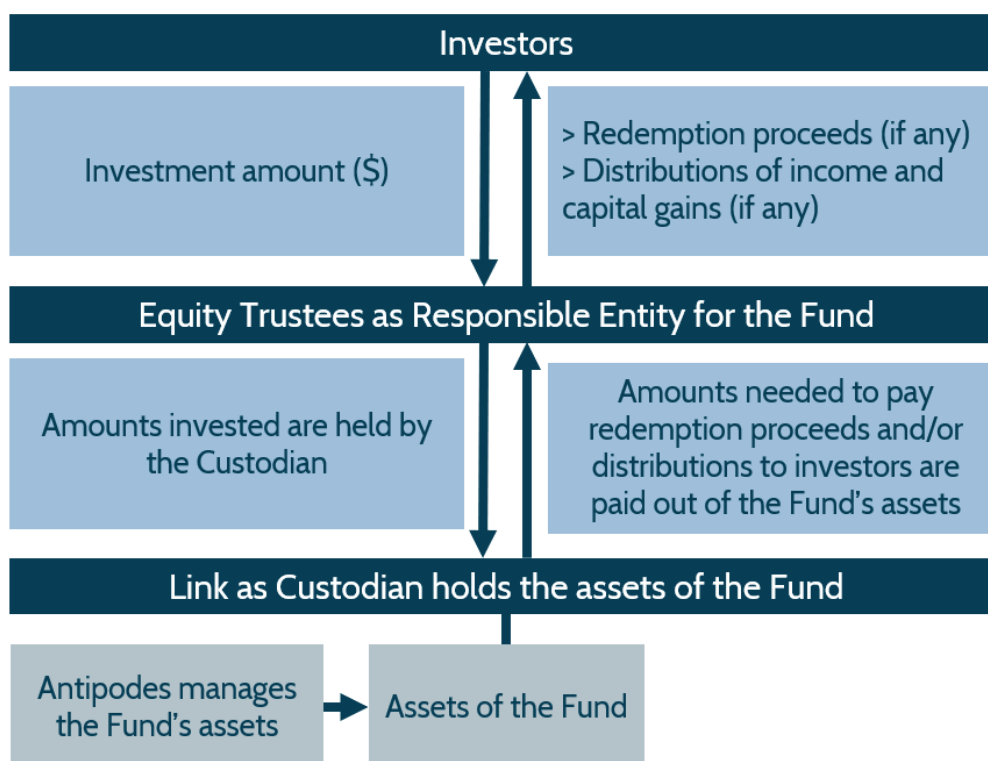 Investors
Investment amount ($)
> Redemption proceeds (if any)
> Distributions of income and
capital gains (if any)
Equity Trustees as Responsible Entity for the Fund
Amounts invested are held by
the Custodian
Amounts needed to pay
redemption proceeds and/or
distributions to investors are
paid out of the Fund’s assets
Link as Custodian holds the assets of the Fund
Antipodes manages
the Fund’s assets
Assets of the Fund